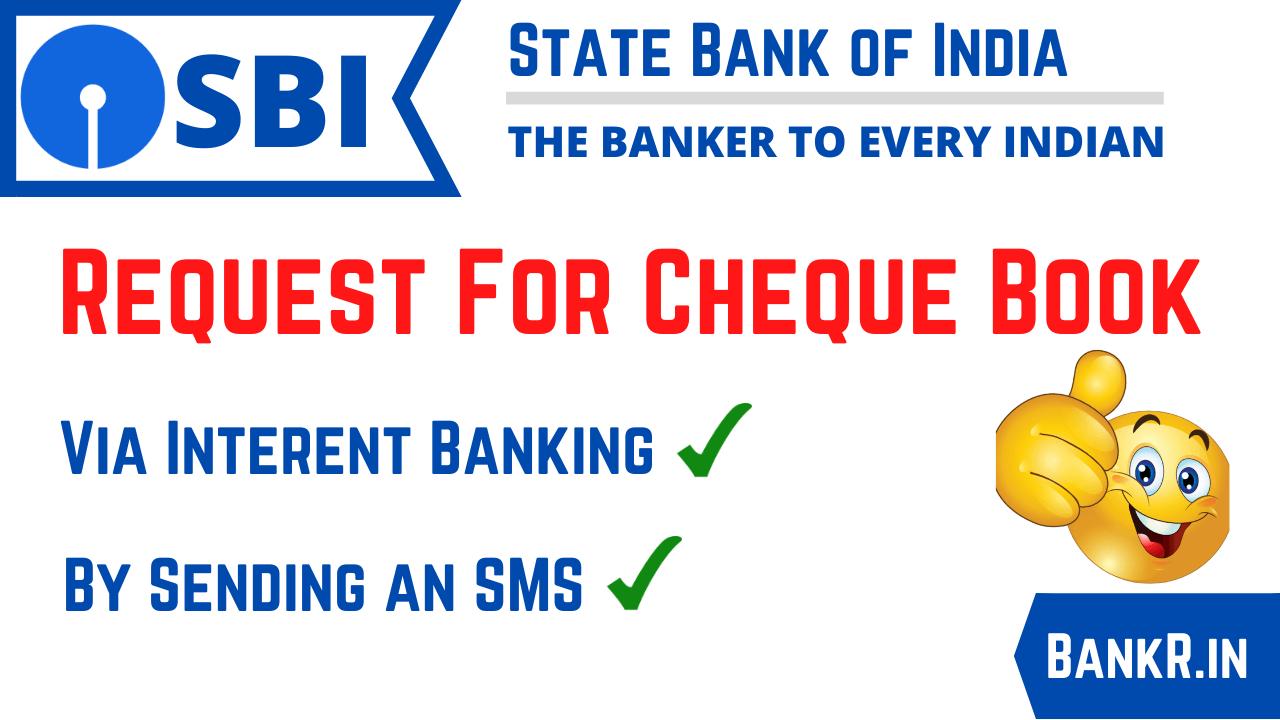 SBI
State Bank of India
THE BANKER TO EVERY INDIAN
Request For Cheque Book
Via Interent Banking
By Sending an SMS
BankR.in